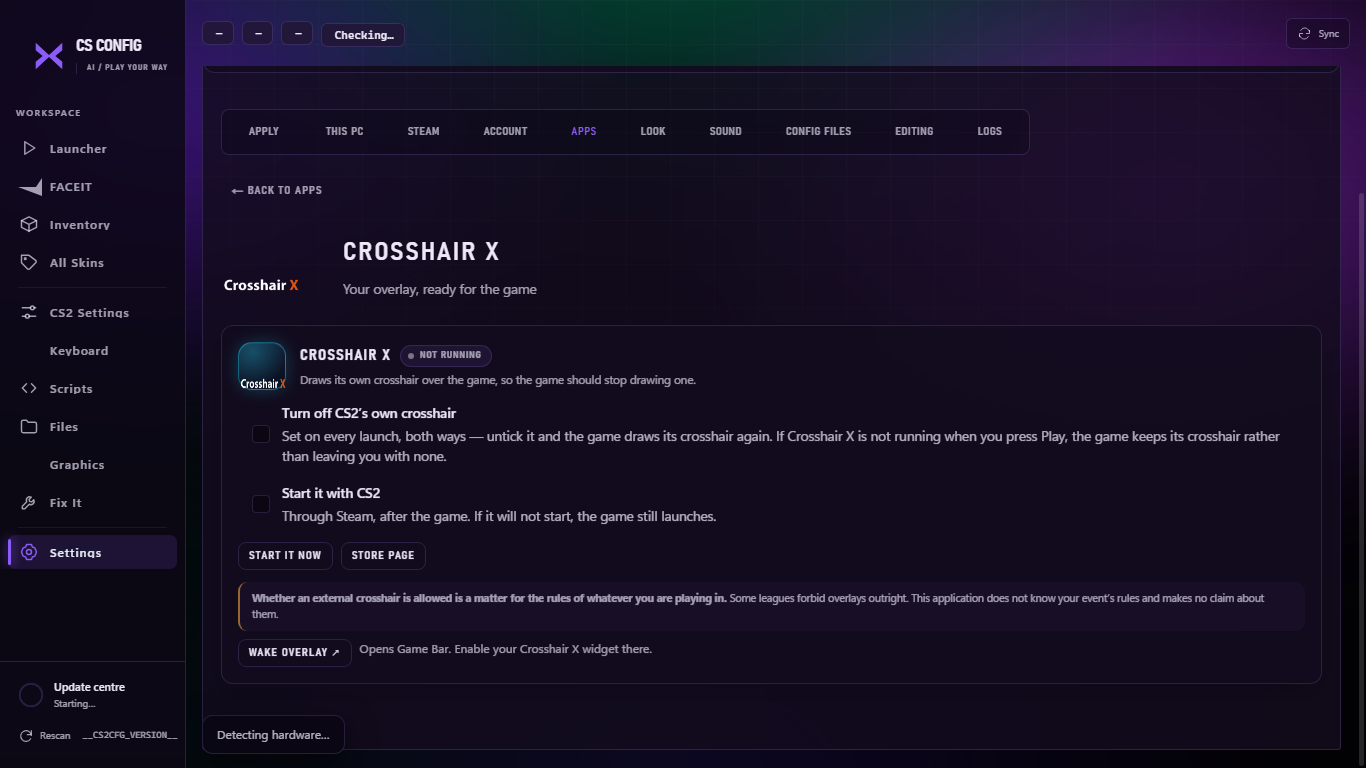 CS CONFIG
AI / PLAY YOUR WAY
WORKSPACE
Launcher
FACEIT
Inventory
All Skins
CS2 Settings
Keyboard
Scripts
Files
Graphics
Fix It
Settings
Update centre
Starting...
Rescan __CS2CFG_VERSION__
– – – Checking…
Sync
APPLY THIS PC STEAM ACCOUNT APPS LOOK SOUND CONFIG FILES EDITING LOGS
← BACK TO APPS
Crosshair X
CROSSHAIR X
Your overlay, ready for the game
Crosshair X
CROSSHAIR X NOT RUNNING
Draws its own crosshair over the game, so the game should stop drawing one.
Turn off CS2’s own crosshair
Set on every launch, both ways — untick it and the game draws its crosshair again. If Crosshair X is not running when you press Play, the game keeps its crosshair rather
than leaving you with none.
Start it with CS2
Through Steam, after the game. If it will not start, the game still launches.
START IT NOW STORE PAGE
Whether an external crosshair is allowed is a matter for the rules of whatever you are playing in. Some leagues forbid overlays outright. This application does not know your event’s rules and makes no claim about
them.
WAKE OVERLAY ↗ Opens Game Bar. Enable your Crosshair X widget there.
Detecting hardware...